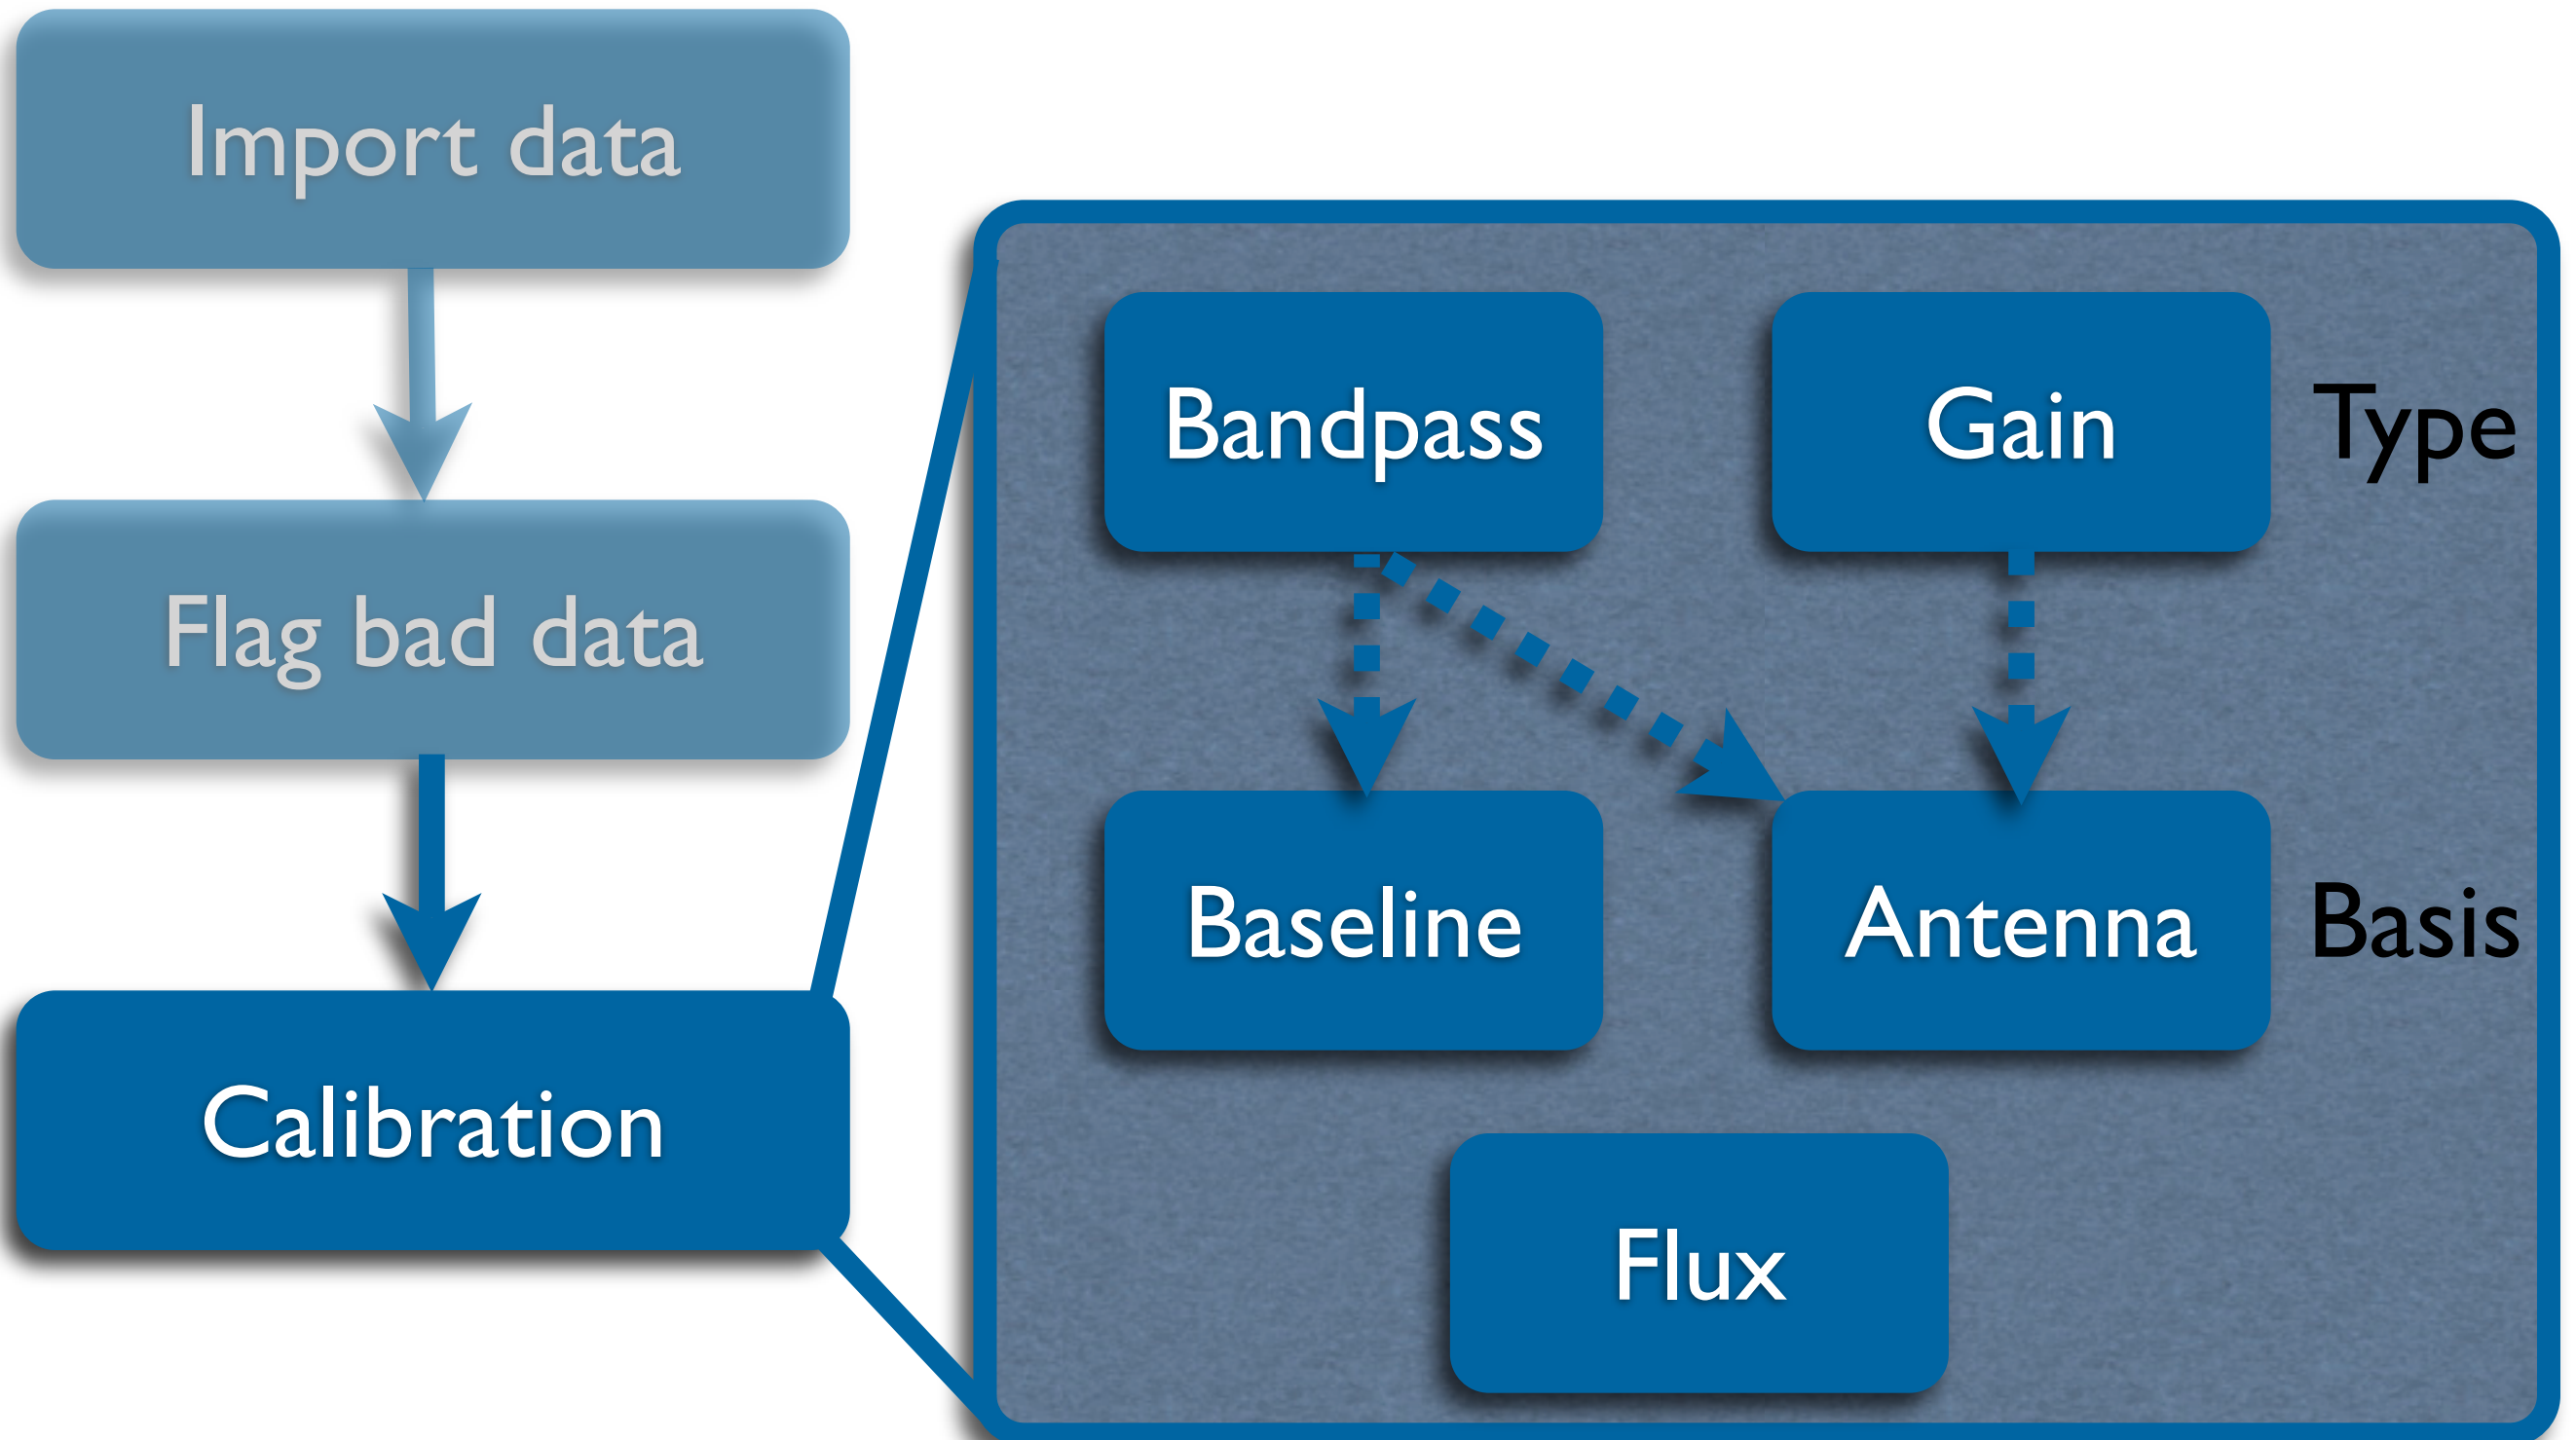 Import data
Flag bad data
Calibration
Bandpass
Gain
Type
Baseline
Antenna
Basis
Flux